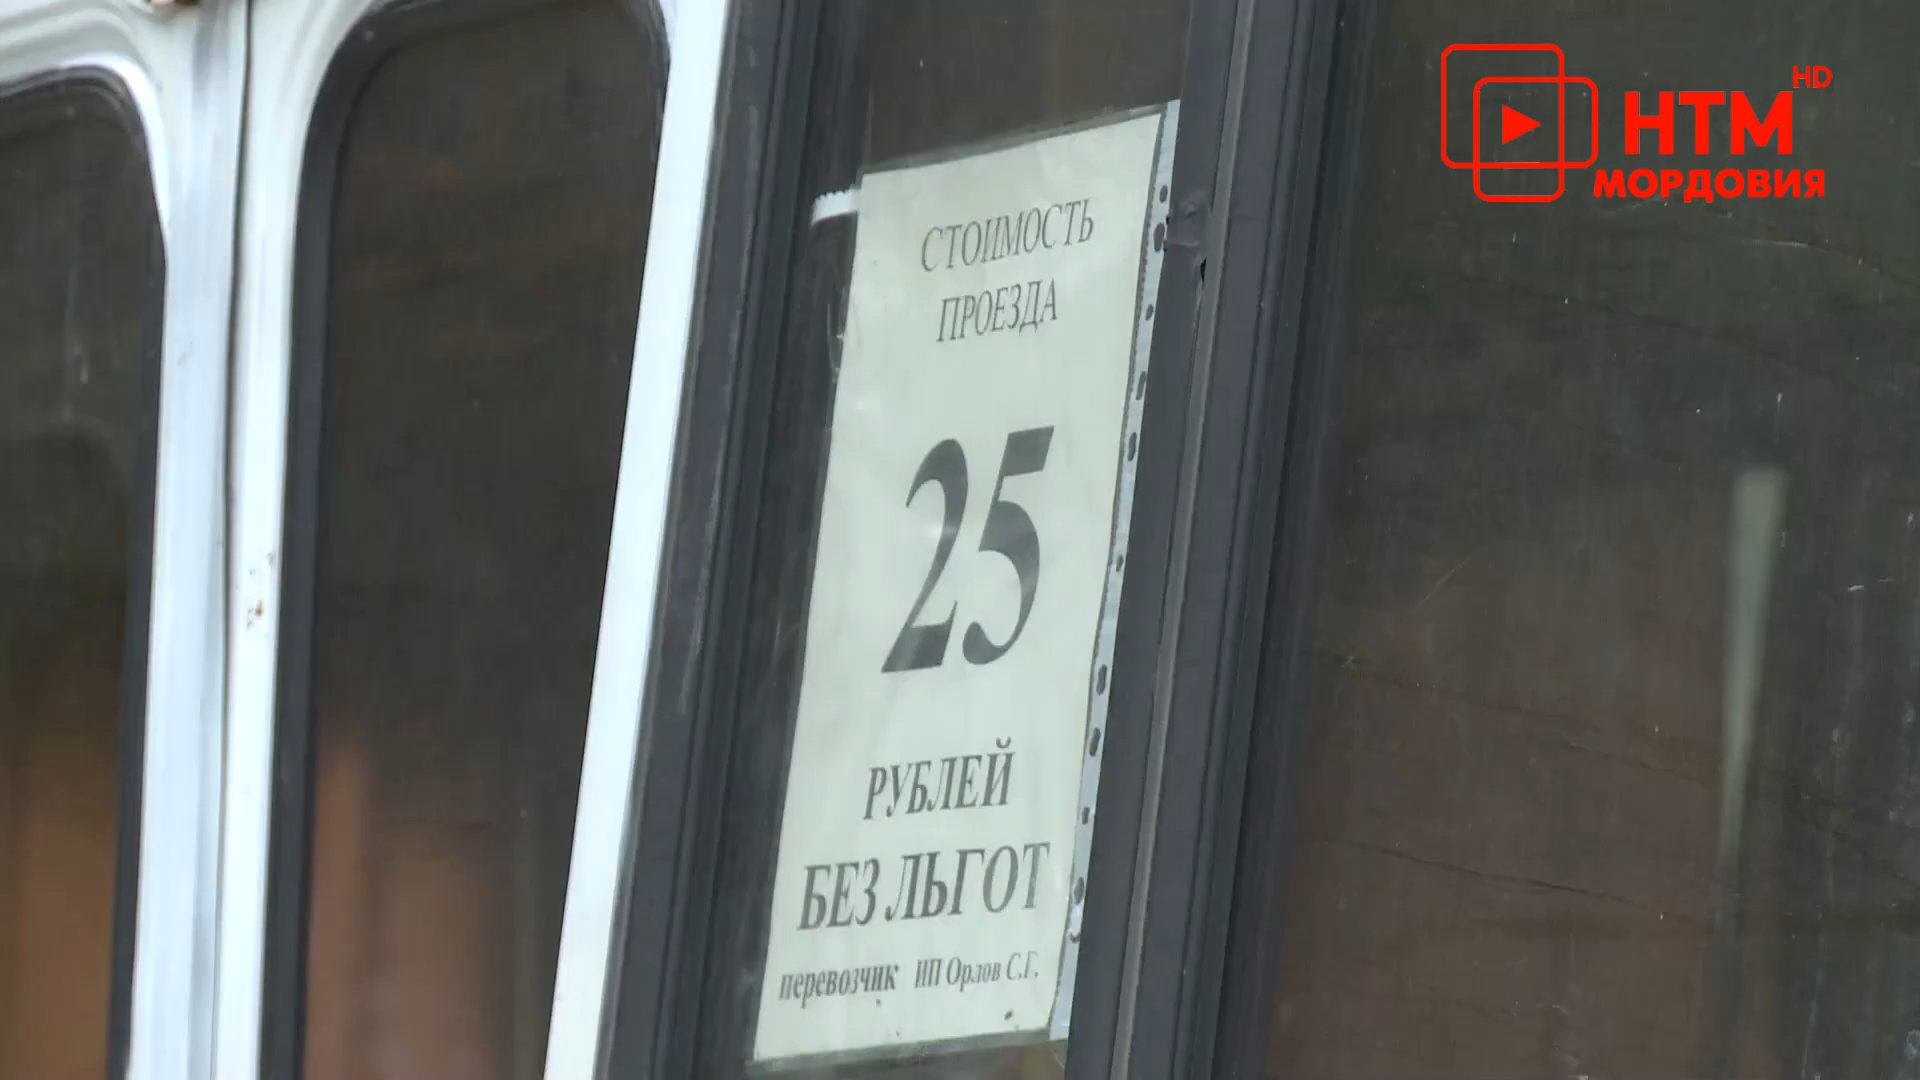 СТОИМОСТЬ
ПРОЕЗДА
25
РУБЛЕЙ
БЕЗ ЛЬГОТ
перевозчик ИП Орлов С.Г.
НТМ HD
МОРДОВИЯ